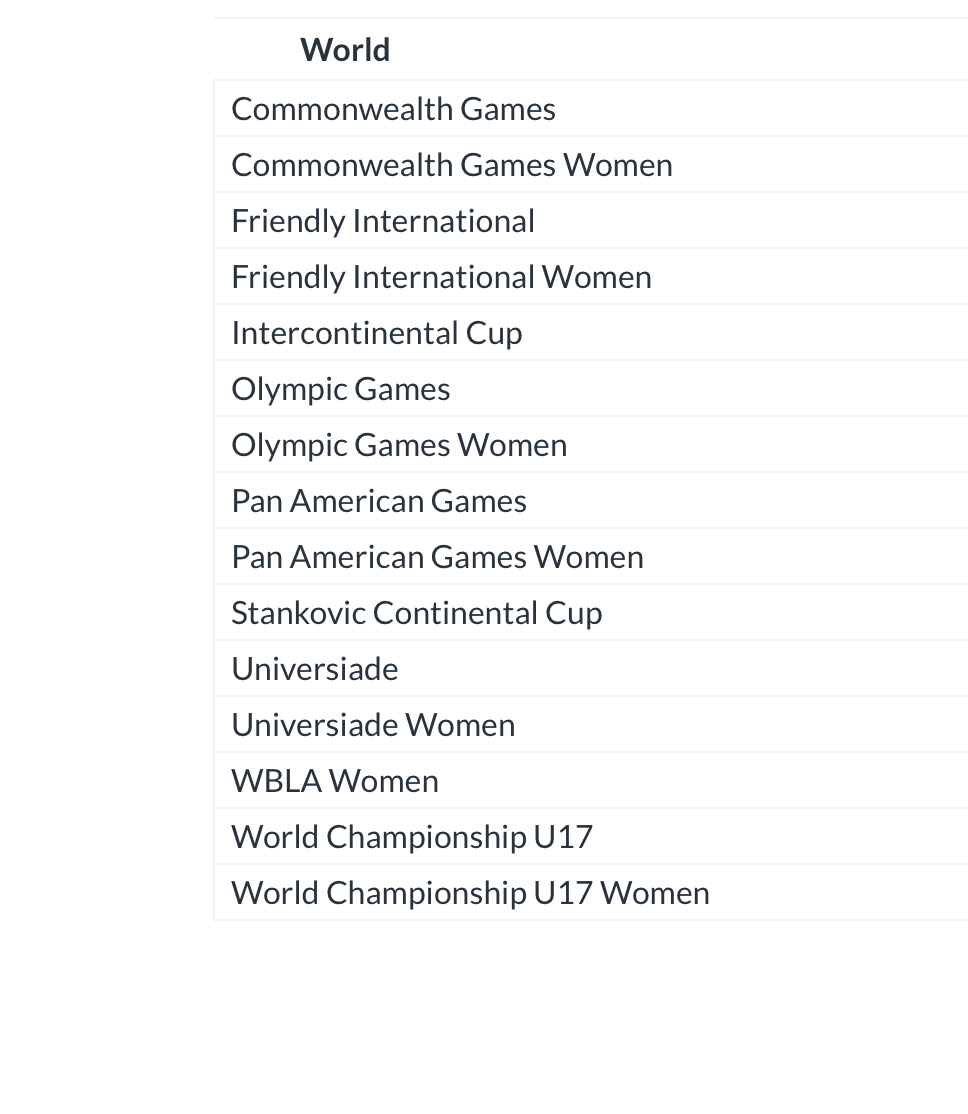 World
Commonwealth Games
Commonwealth Games Women
Friendly International
Friendly International Women
Intercontinental Cup
Olympic Games
Olympic Games Women
Pan American Games
Pan American Games Women
Stankovic Continental Cup
Universiade
Universiade Women
WBLA Women
World Championship U17
World Championship U17 Women